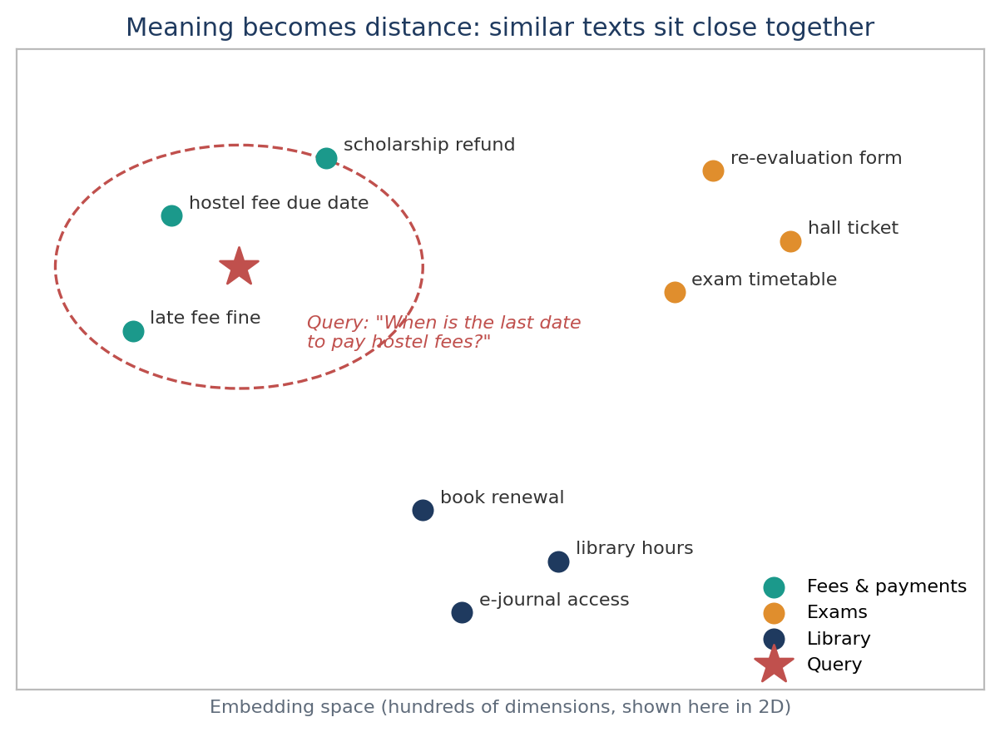 Meaning becomes distance: similar texts sit close together
scholarship refund
re-evaluation form
hostel fee due date
hall ticket
exam timetable
late fee fine
Query: "When is the last date
to pay hostel fees?"
book renewal
library hours
e-journal access
Fees & payments
Exams
Library
Query
Embedding space (hundreds of dimensions, shown here in 2D)